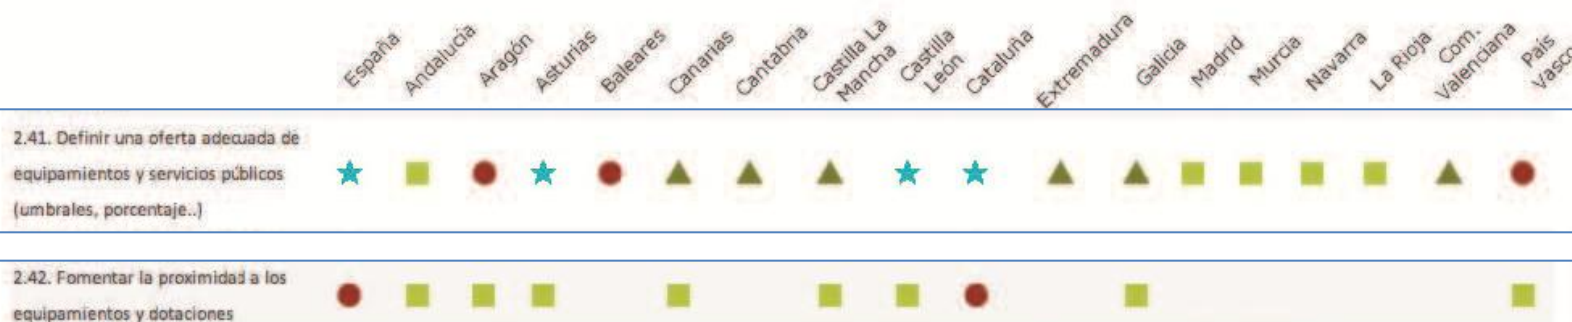 España
Andalucía
Aragón
Asturias
Baleares
Canarias
Cantabria
Castilla La
Mancha
Castilla
León
Cataluña
Extremadura
Galicia
Madrid
Murcia
Navarra
La Rioja
Com.
Valenciana
País
Vasco
2.41. Definir una oferta adecuada de
equipamientos y servicios públicos
(umbrales, porcentaje..)
2.42. Fomentar la proximidad a los
equipamientos y dotaciones